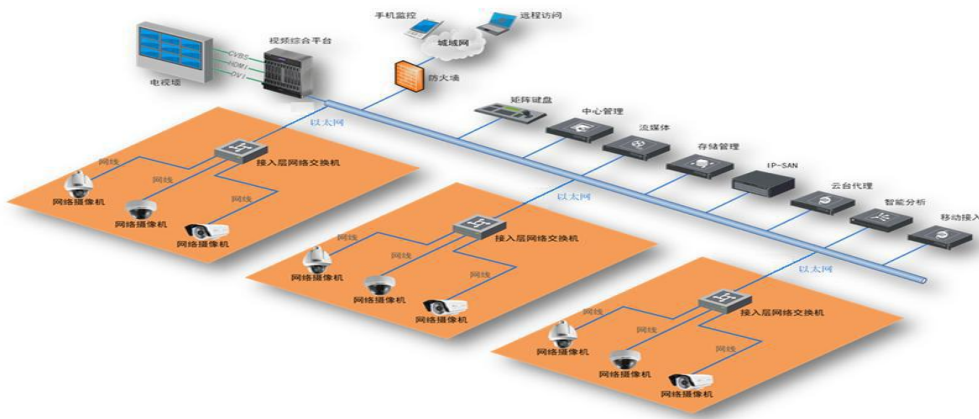 手机监控
远程访问
城域网
视频综合平台
CVBS
HDMI
DVI
电视墙
防火墙
矩阵键盘
中心管理
流媒体
存储管理
IP-SAN
云台代理
智能分析
移动接入
以太网
接入层网络交换机
网线
网线
网线
网络摄像机
网络摄像机
网络摄像机
以太网
接入层网络交换机
网线
网线
网线
网络摄像机
网络摄像机
网络摄像机
以太网
接入层网络交换机
网线
网线
网线
网络摄像机
网络摄像机
网络摄像机